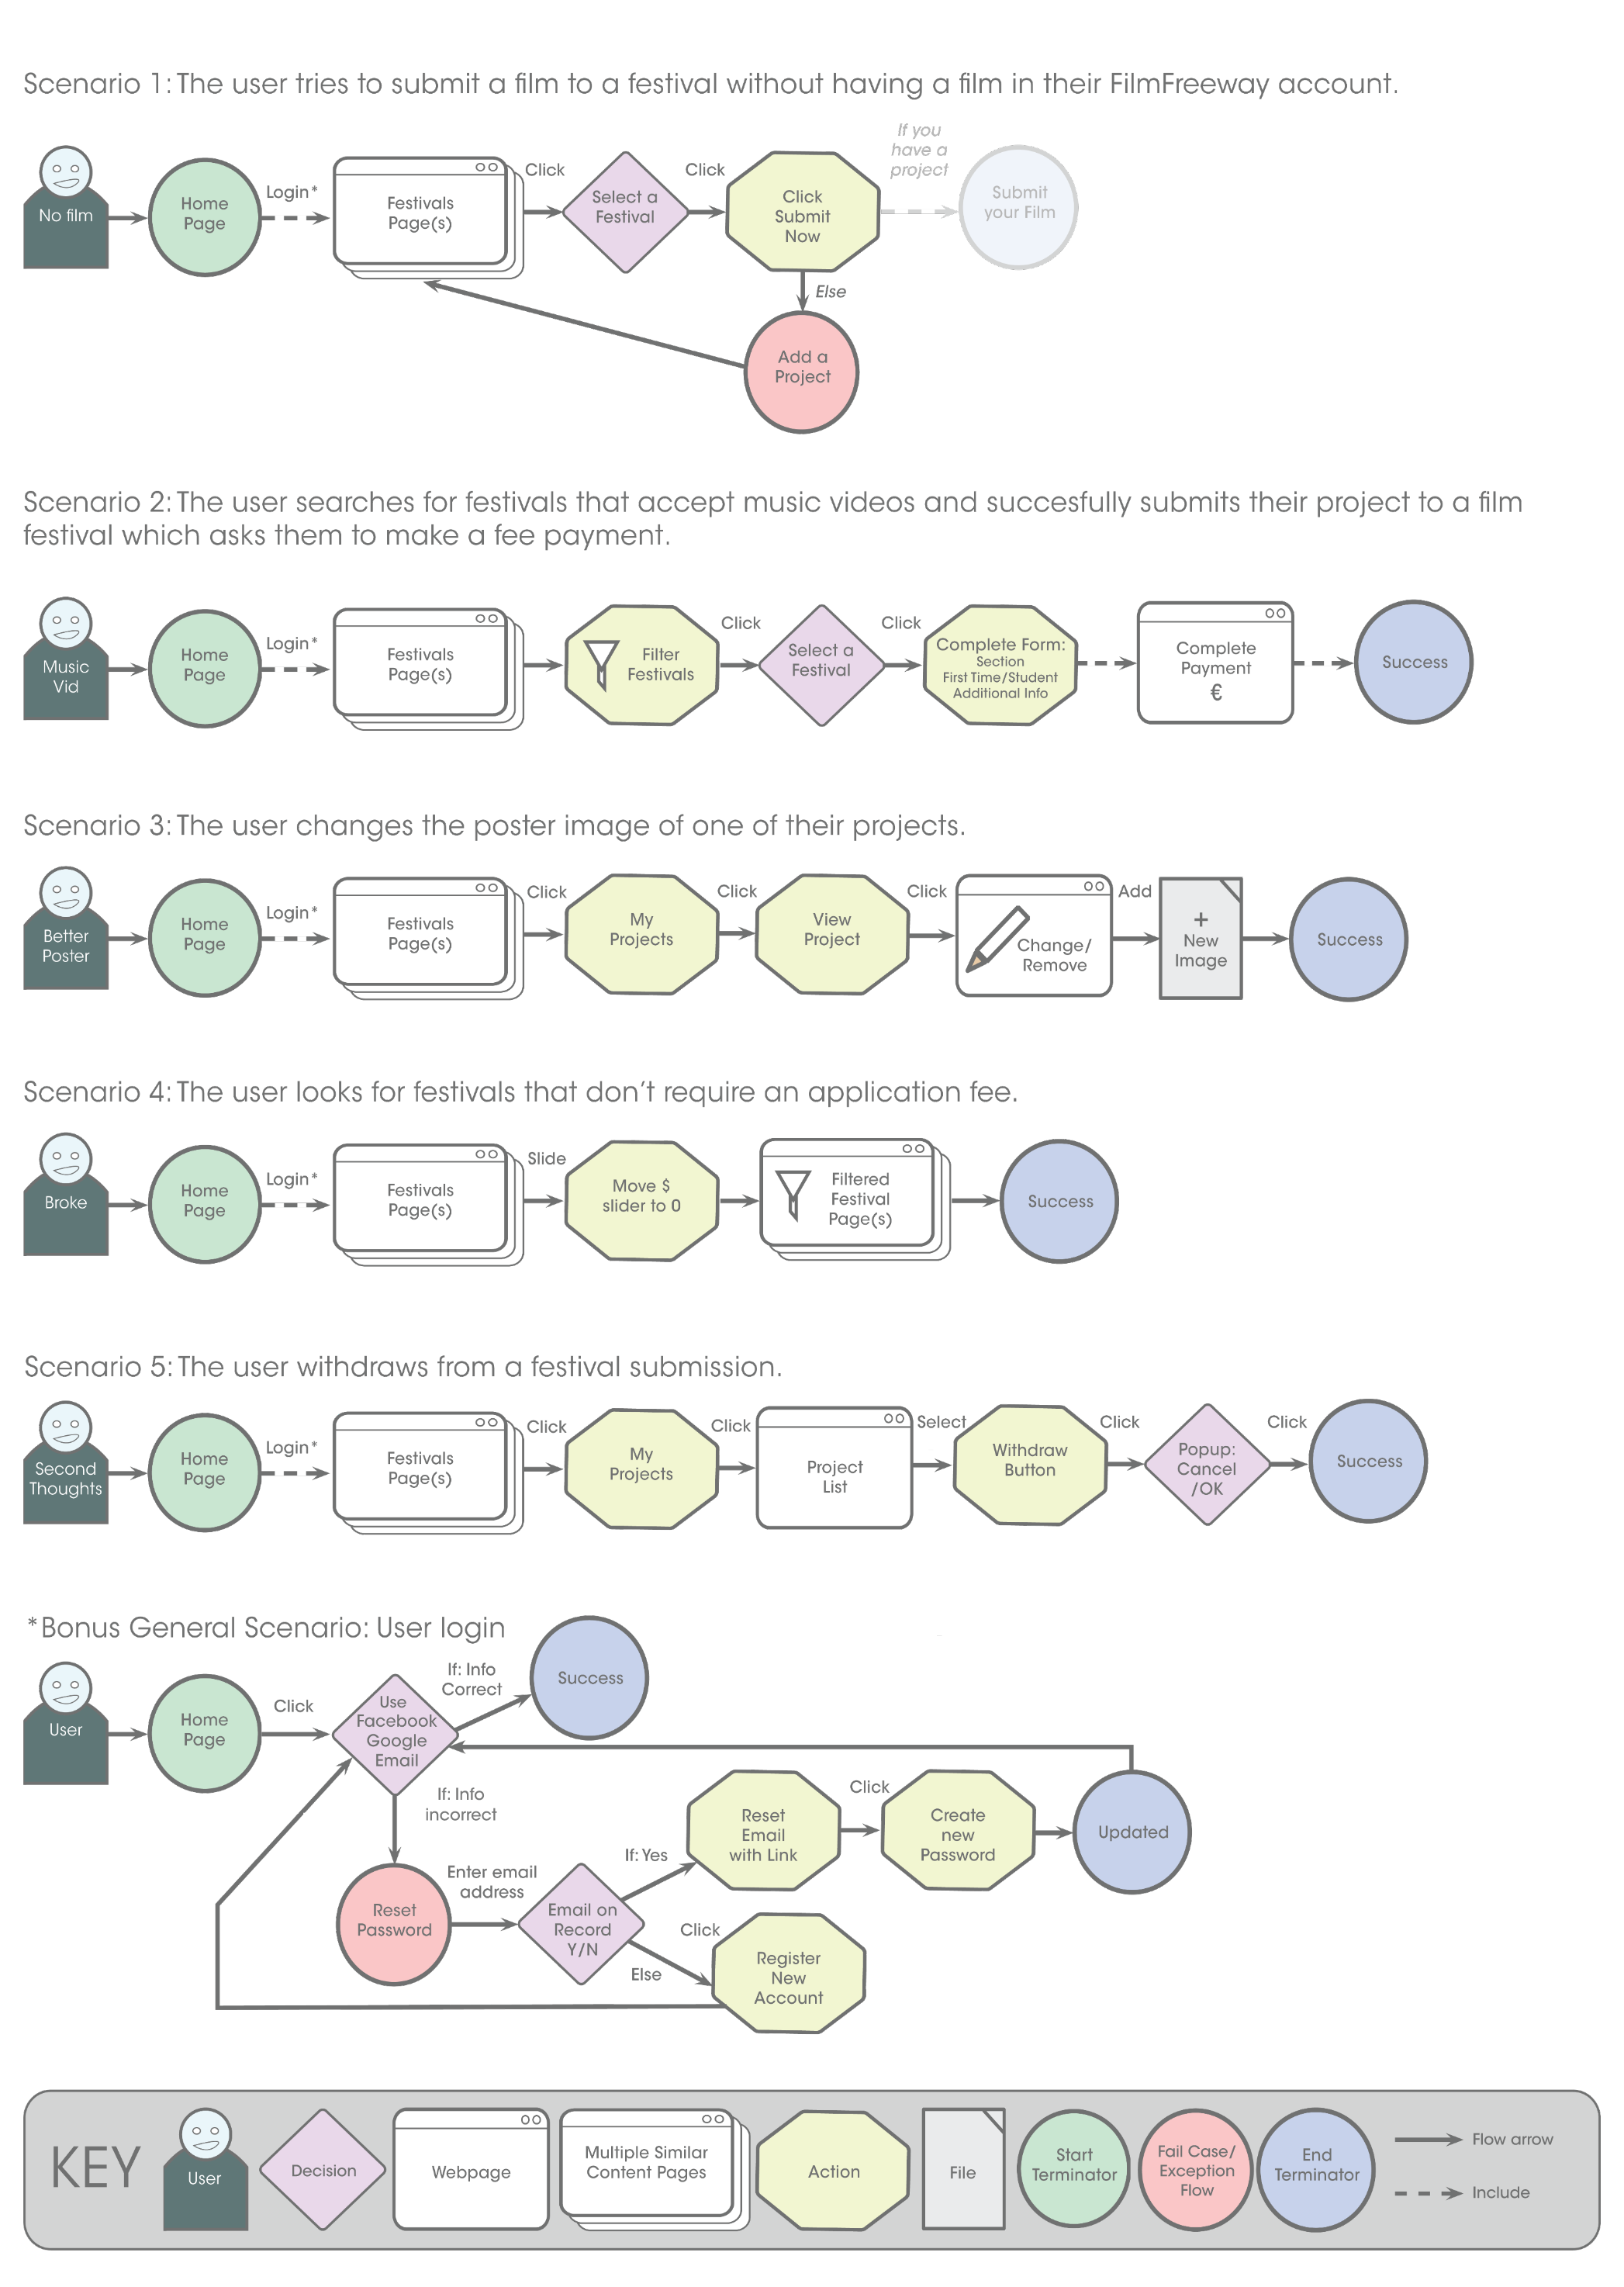 Scenario 1: The user tries to submit a film to a festival without having a film in their FilmFreeway account.
No film
Home
Page
Login*
Festivals
Page(s)
Click
Select a
Festival
Click
Click
Submit
Now
If you
have a
project
Submit
your Film
Else
Add a
Project
Scenario 2: The user searches for festivals that accept music videos and succesfully submits their project to a film
festival which asks them to make a fee payment.
Music
Vid
Home
Page
Login*
Festivals
Page(s)
Filter
Festivals
Click
Select a
Festival
Click
Complete Form:
Section
First Time/Student
Additional Info
Complete
Payment
€
Success
Scenario 3: The user changes the poster image of one of their projects.
Better
Poster
Home
Page
Login*
Festivals
Page(s)
Click
My
Projects
Click
View
Project
Click
Change/
Remove
Add
+
New
Image
Success
Scenario 4: The user looks for festivals that don't require an application fee.
Broke
Home
Page
Login*
Festivals
Page(s)
Slide
Move $
slider to 0
Filtered
Festival
Page(s)
Success
Scenario 5: The user withdraws from a festival submission.
Second
Thoughts
Home
Page
Login*
Festivals
Page(s)
Click
My
Projects
Click
Project
List
Select
Withdraw
Button
Click
Popup:
Cancel
/OK
Click
Success
*Bonus General Scenario: User login
User
Home
Page
Click
Use
Facebook
Google
Email
If: Info
Correct
Success
If: Info
incorrect
Reset
Password
Enter email
address
Email on
Record
Y/N
If: Yes
Reset
Email
with Link
Click
Create
new
Password
Updated
Click
Else
Register
New
Account
KEY
User
Decision
Webpage
Multiple Similar
Content Pages
Action
File
Start
Terminator
Fail Case/
Exception
Flow
End
Terminator
Flow arrow
Include